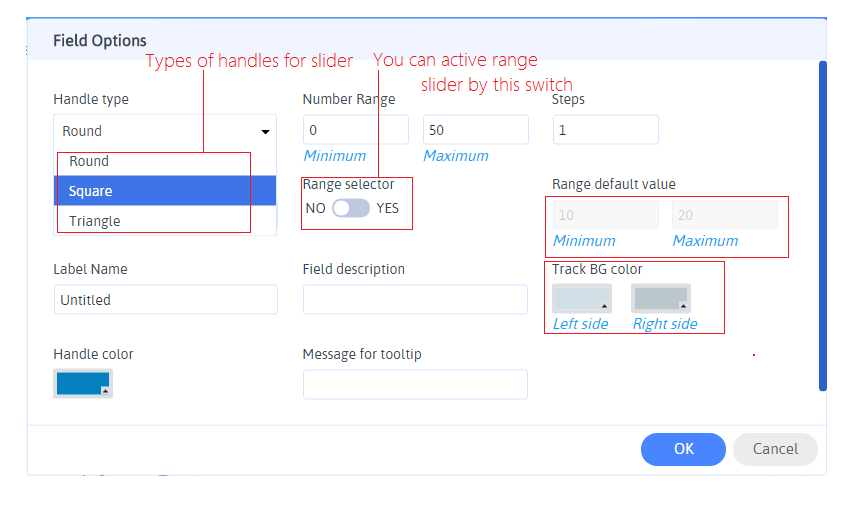 Field Options
Types of handles for slider
You can active range
slider by this switch
Handle type
Number Range
Steps
Round
0
50
1
Minimum
Maximum
Round
Square
Triangle
Range selector
NO
YES
Range default value
10
20
Minimum
Maximum
Label Name
Field description
Track BG color
Untitled
Left side
Right side
Handle color
Message for tooltip
OK
Cancel